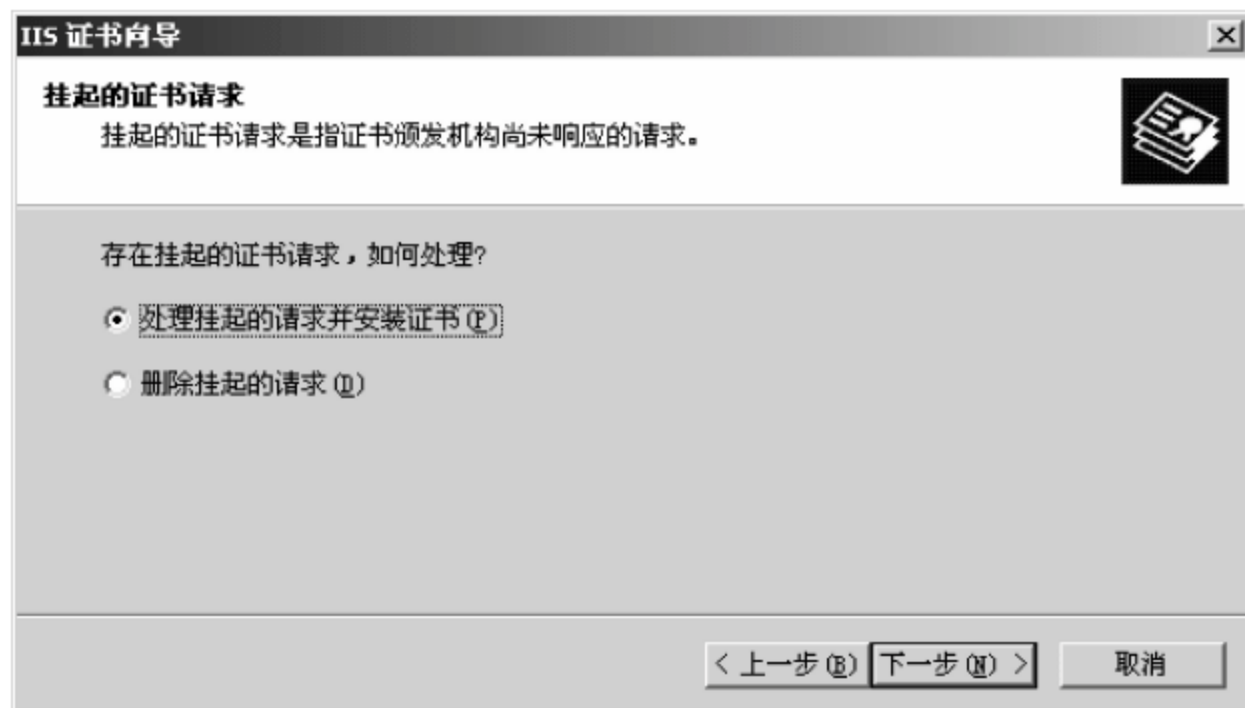 IIS 证书向导
挂起的证书请求
挂起的证书请求是指证书颁发机构尚未响应的请求。
存在挂起的证书请求，如何处理?
处理挂起的请求并安装证书(P)
删除挂起的请求(D)
< 上一步(B) 下一步(N) > 取消